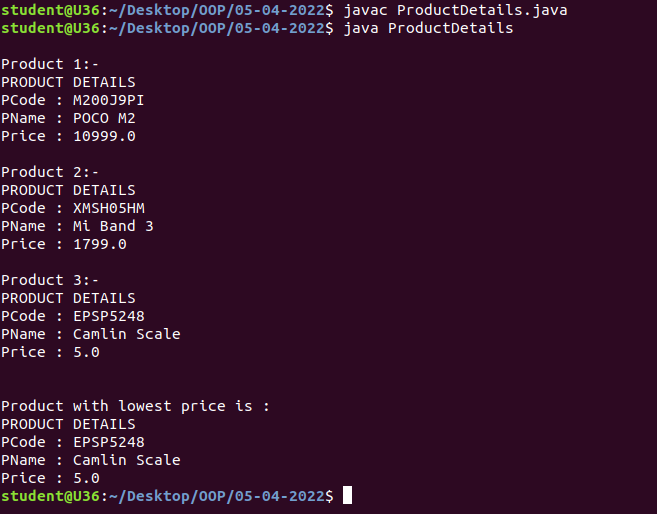 student@U36:~/Desktop/OOP/05-04-2022$ javac ProductDetails.java
student@U36:~/Desktop/OOP/05-04-2022$ java ProductDetails
Product 1:-
PRODUCT DETAILS
PCode : M200J9PI
PName : POCO M2
Price : 10999.0
Product 2:-
PRODUCT DETAILS
PCode : XMSH05HM
PName : Mi Band 3
Price : 1799.0
Product 3:-
PRODUCT DETAILS
PCode : EPSP5248
PName : Camlin Scale
Price : 5.0
Product with lowest price is :
PRODUCT DETAILS
PCode : EPSP5248
PName : Camlin Scale
Price : 5.0
student@U36:~/Desktop/OOP/05-04-2022$